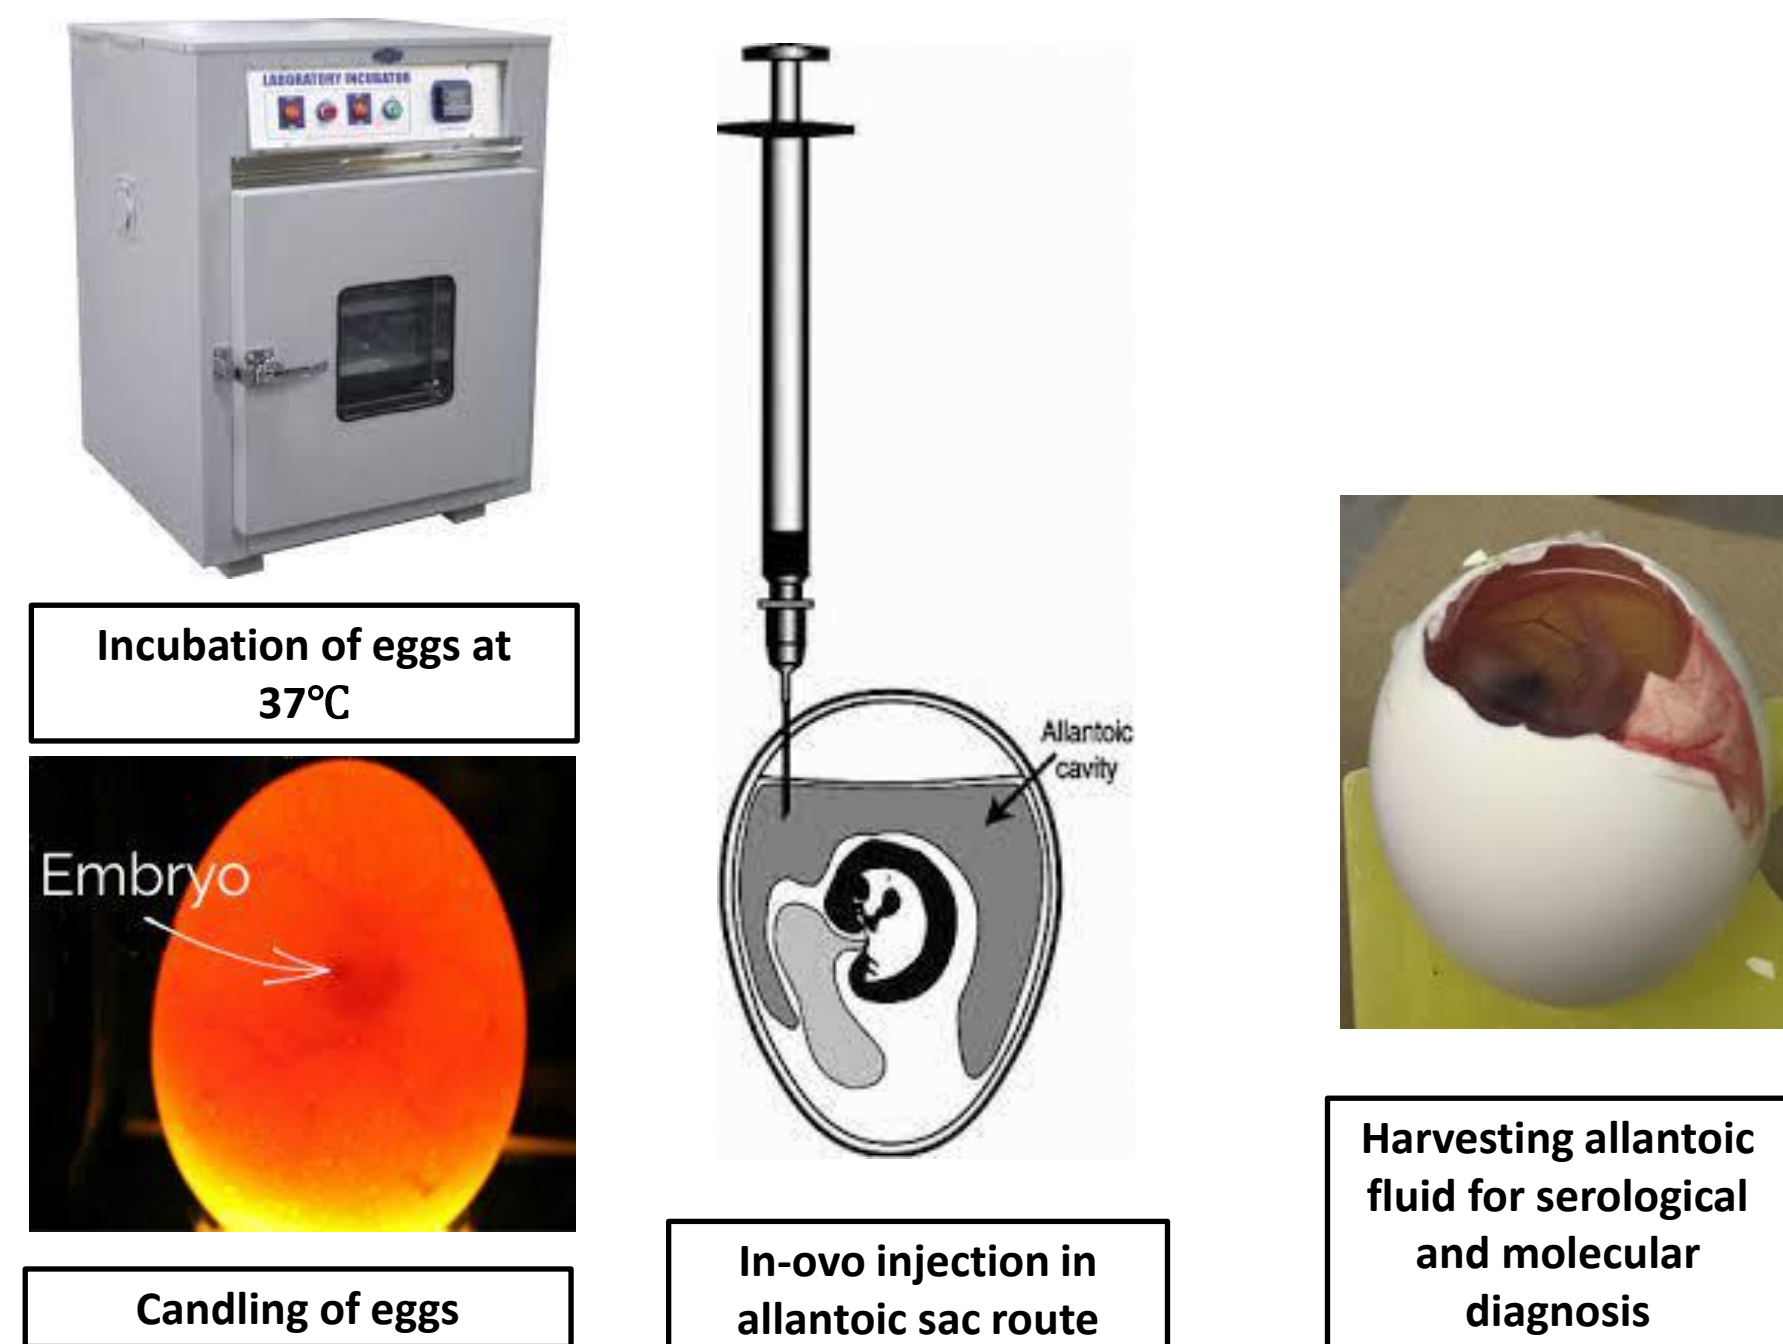 LABORATORY INCUBATOR
Incubation of eggs at
37℃
Embryo
Candling of eggs
Allantoic
cavity
In-ovo injection in
allantoic sac route
Harvesting allantoic
fluid for serological
and molecular
diagnosis